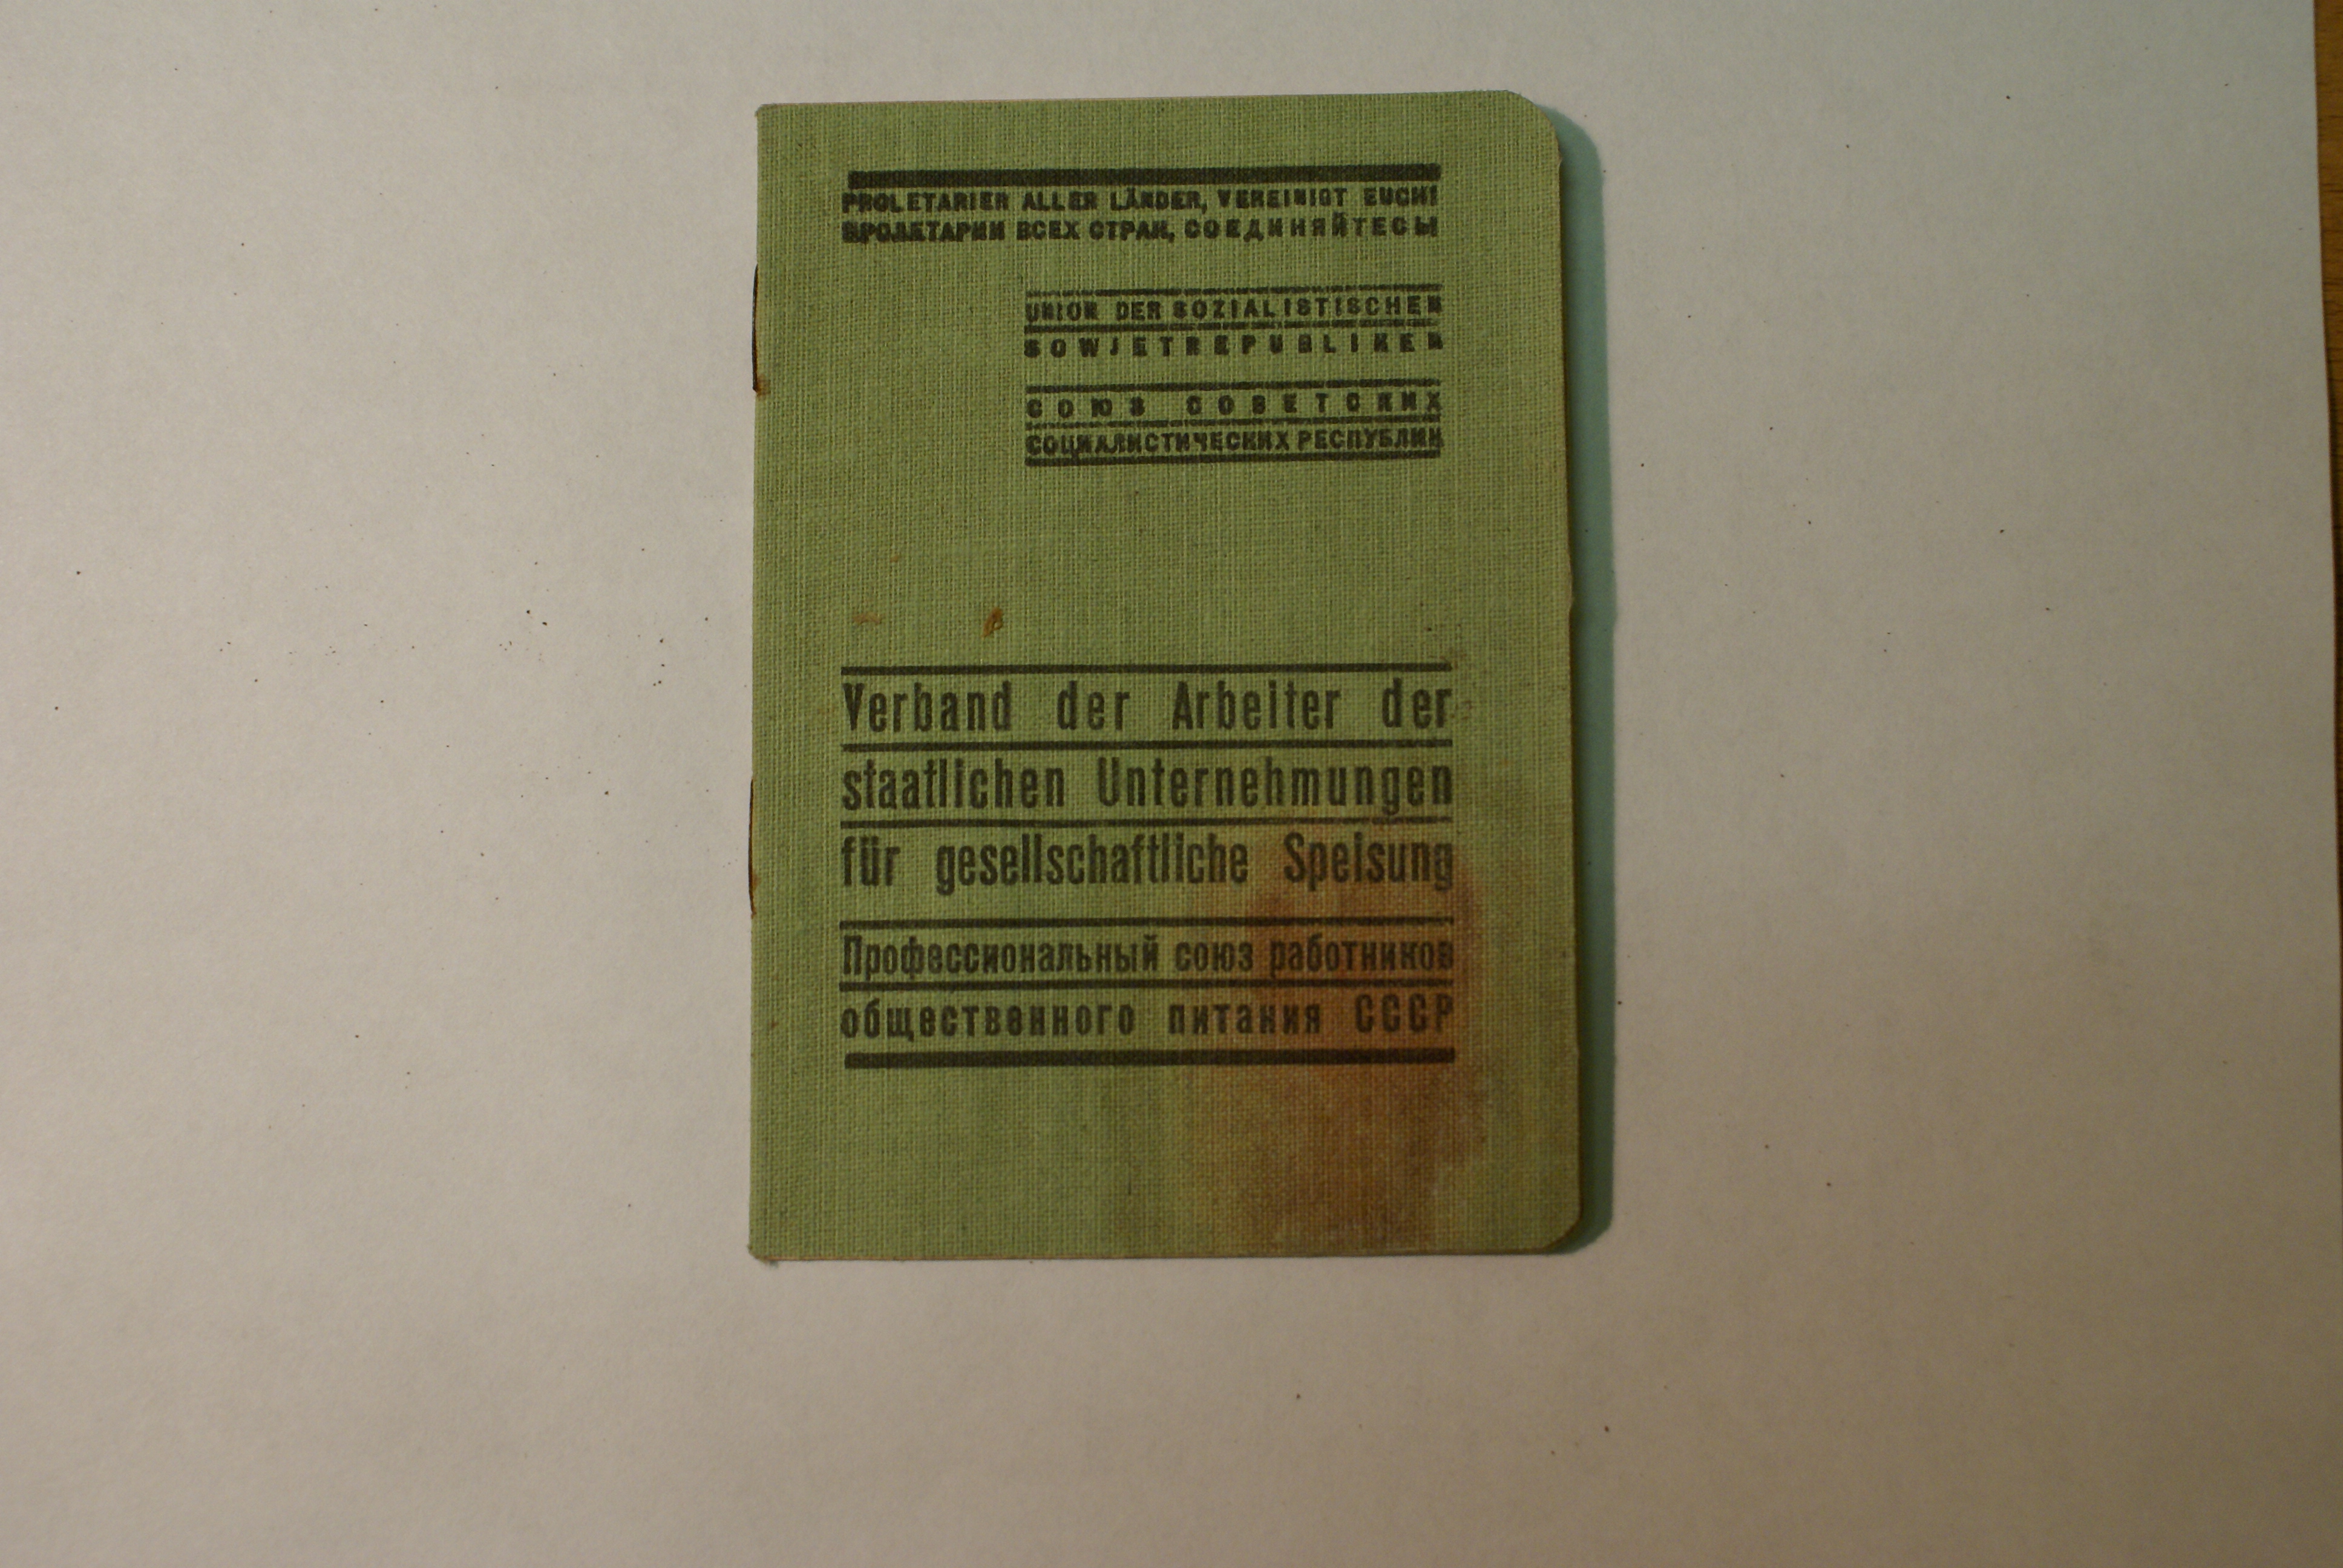 PROLETARIER ALLER LÄNDER, VEREINIGT EUCH!
ПРОЛЕТАРИИ ВСЕХ СТРАН, СОЕДИНЯЙТЕСЬ!
UNION DER SOZIALISTISCHEN
SOWJETREPUBLIKEN
СОЮЗ СОВЕТСКИХ
СОЦИАЛИСТИЧЕСКИХ РЕСПУБЛИК
Verband der Arbeiter der
staatlichen Unternehmungen
für gesellschaftliche Speisung
Профессиональный союз работников
общественного питания СССР